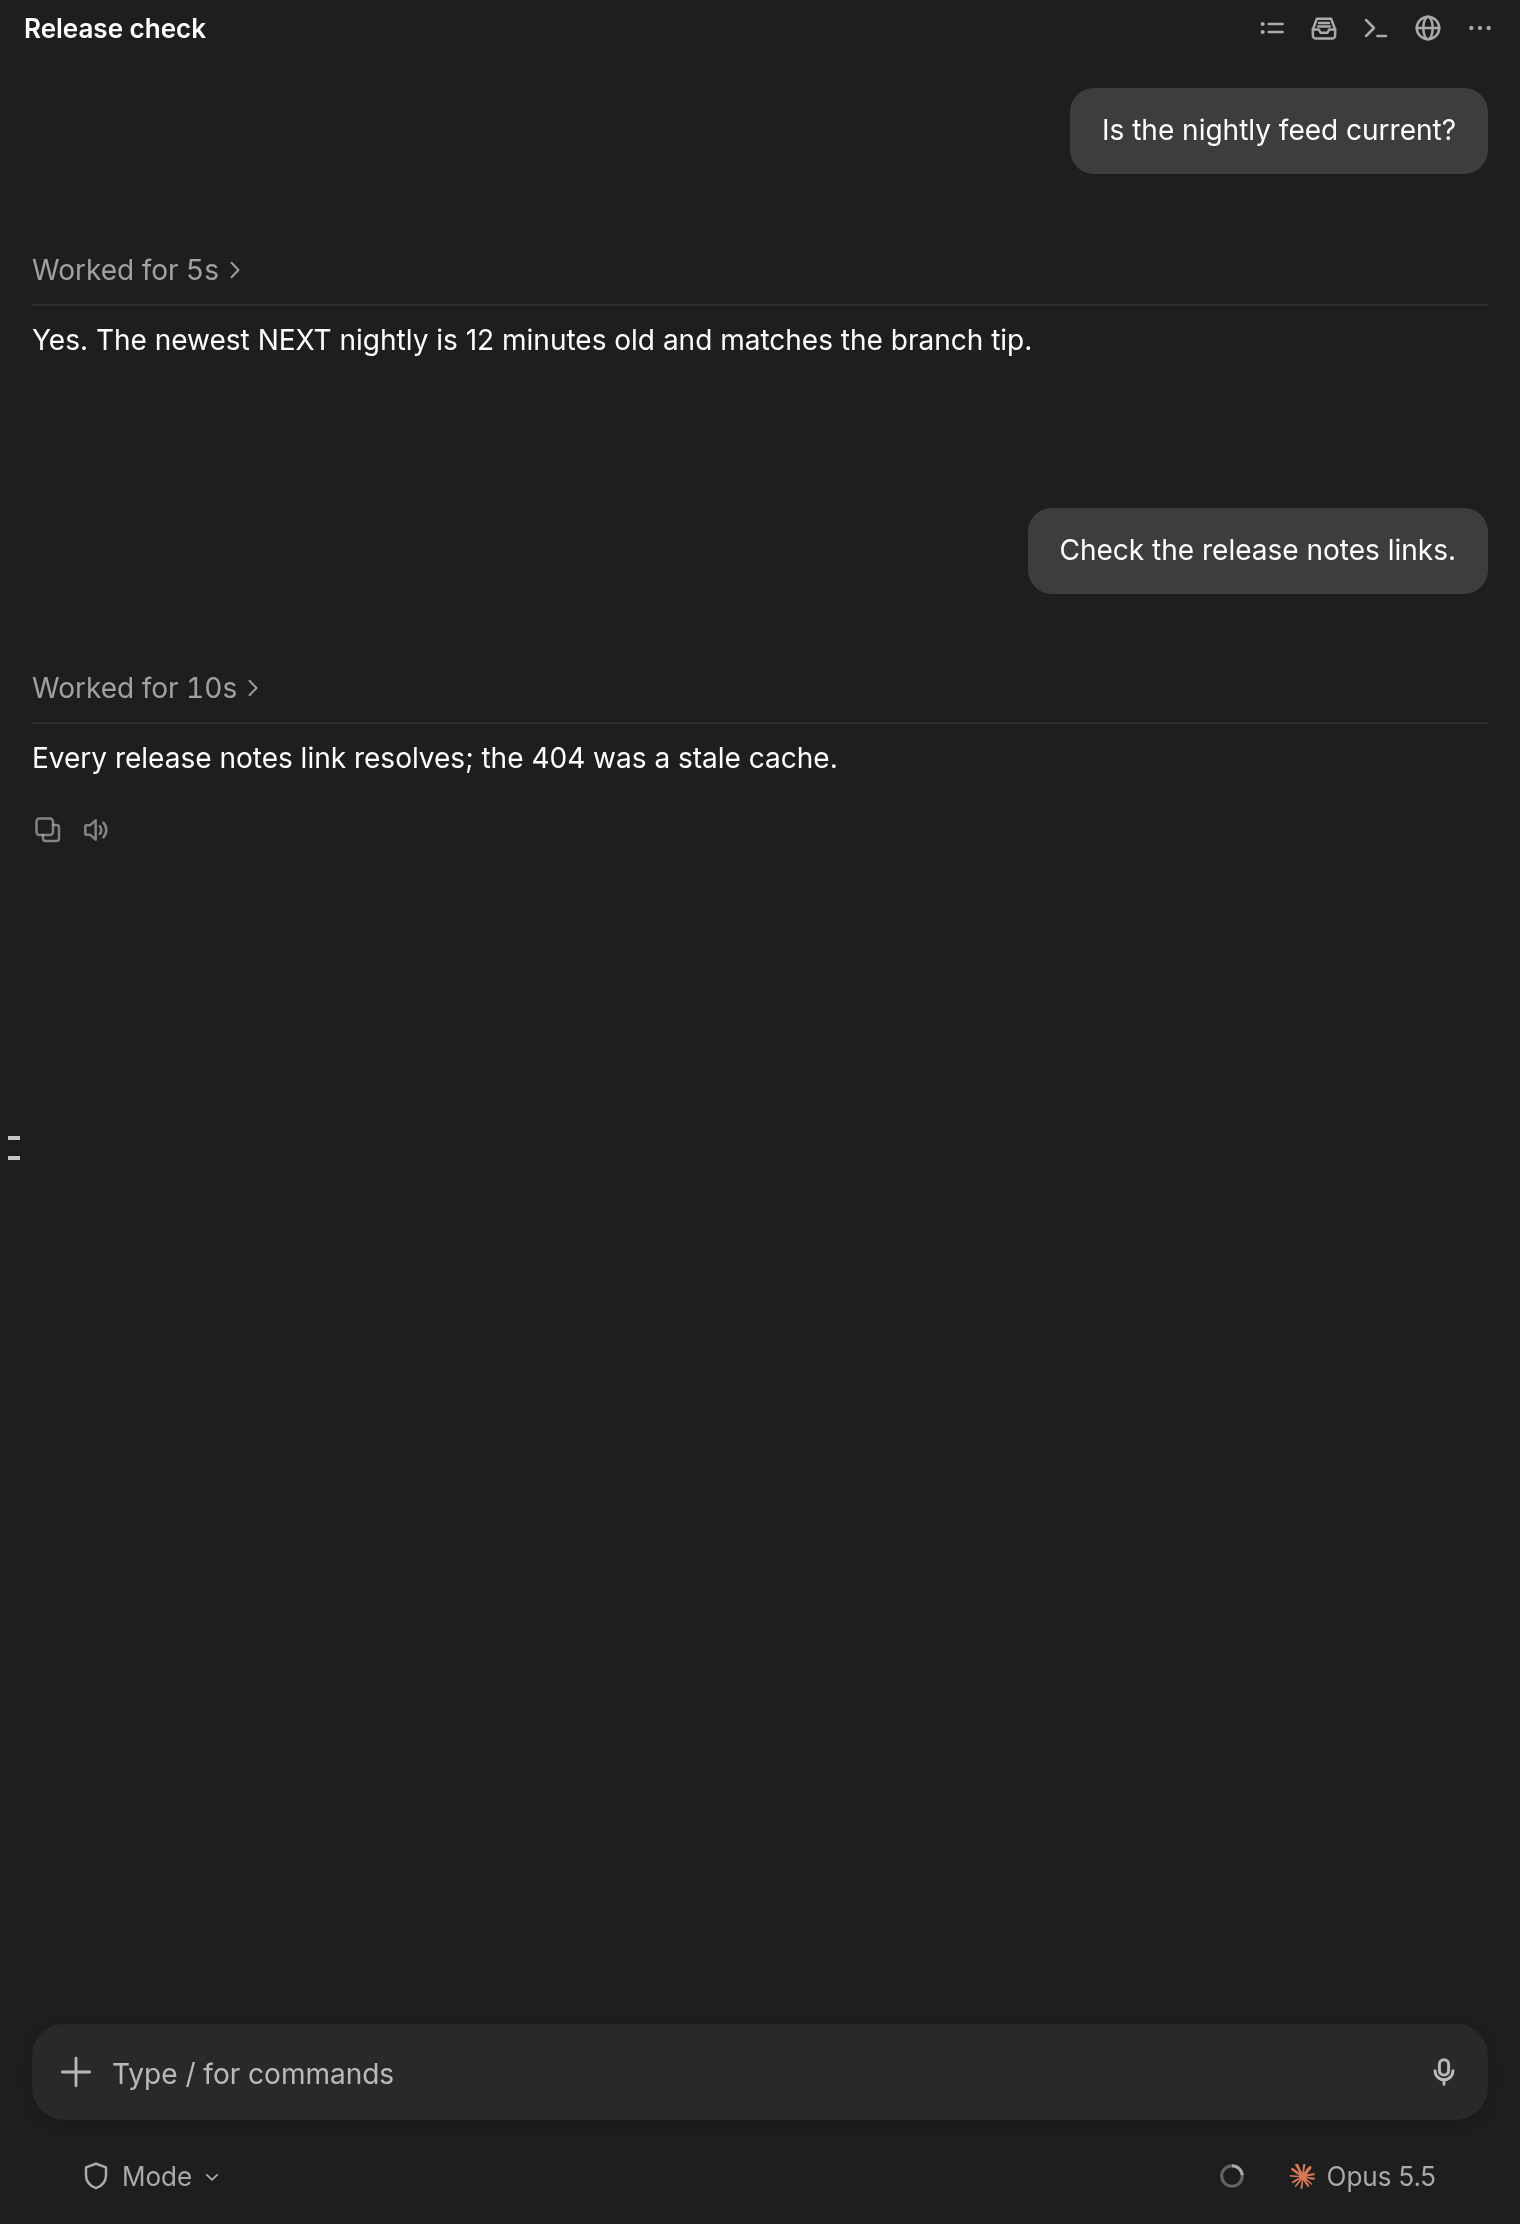 Release check
Is the nightly feed current?
Worked for 5s
Yes. The newest NEXT nightly is 12 minutes old and matches the branch tip.
Check the release notes links.
Worked for 10s
Every release notes link resolves; the 404 was a stale cache.
Type / for commands
Mode
Opus 5.5